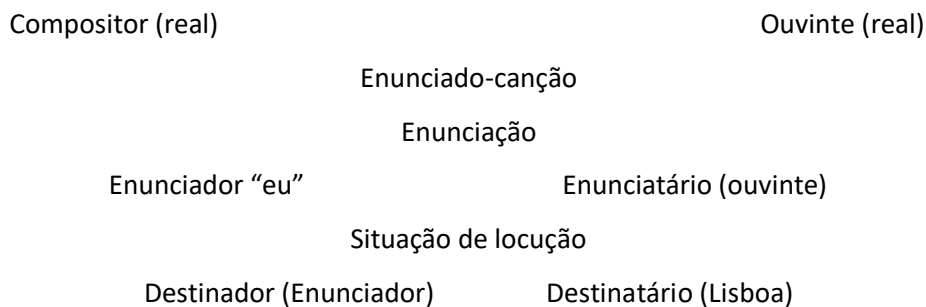 Compositor (real) Ouvinte (real)
Enunciado-canção
Enunciação
Enunciador “eu” Enunciatário (ouvinte)
Situação de locução
Destinador (Enunciador) Destinatário (Lisboa)